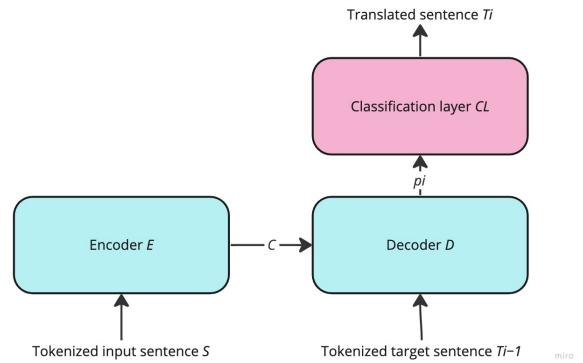 Translated sentence Ti
Classification layer CL
pi
Encoder E
C
Decoder D
Tokenized input sentence S
Tokenized target sentence Ti−1
miro